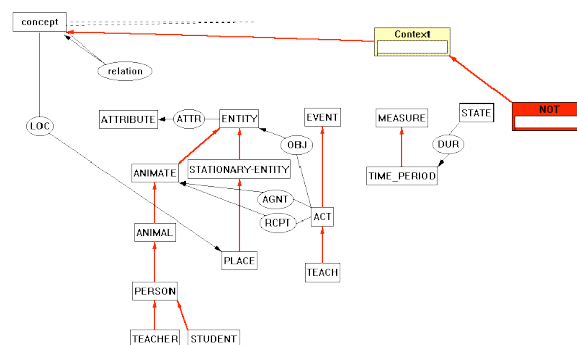 concept
Context
relation
NOT
LOC
ATTRIBUTE
ATTR
ENTITY
EVENT
MEASURE
STATE
OBJ
DUR
ANIMATE
STATIONARY-ENTITY
TIME_PERIOD
AGNT
RCPT
ACT
ANIMAL
PLACE
TEACH
PERSON
TEACHER
STUDENT